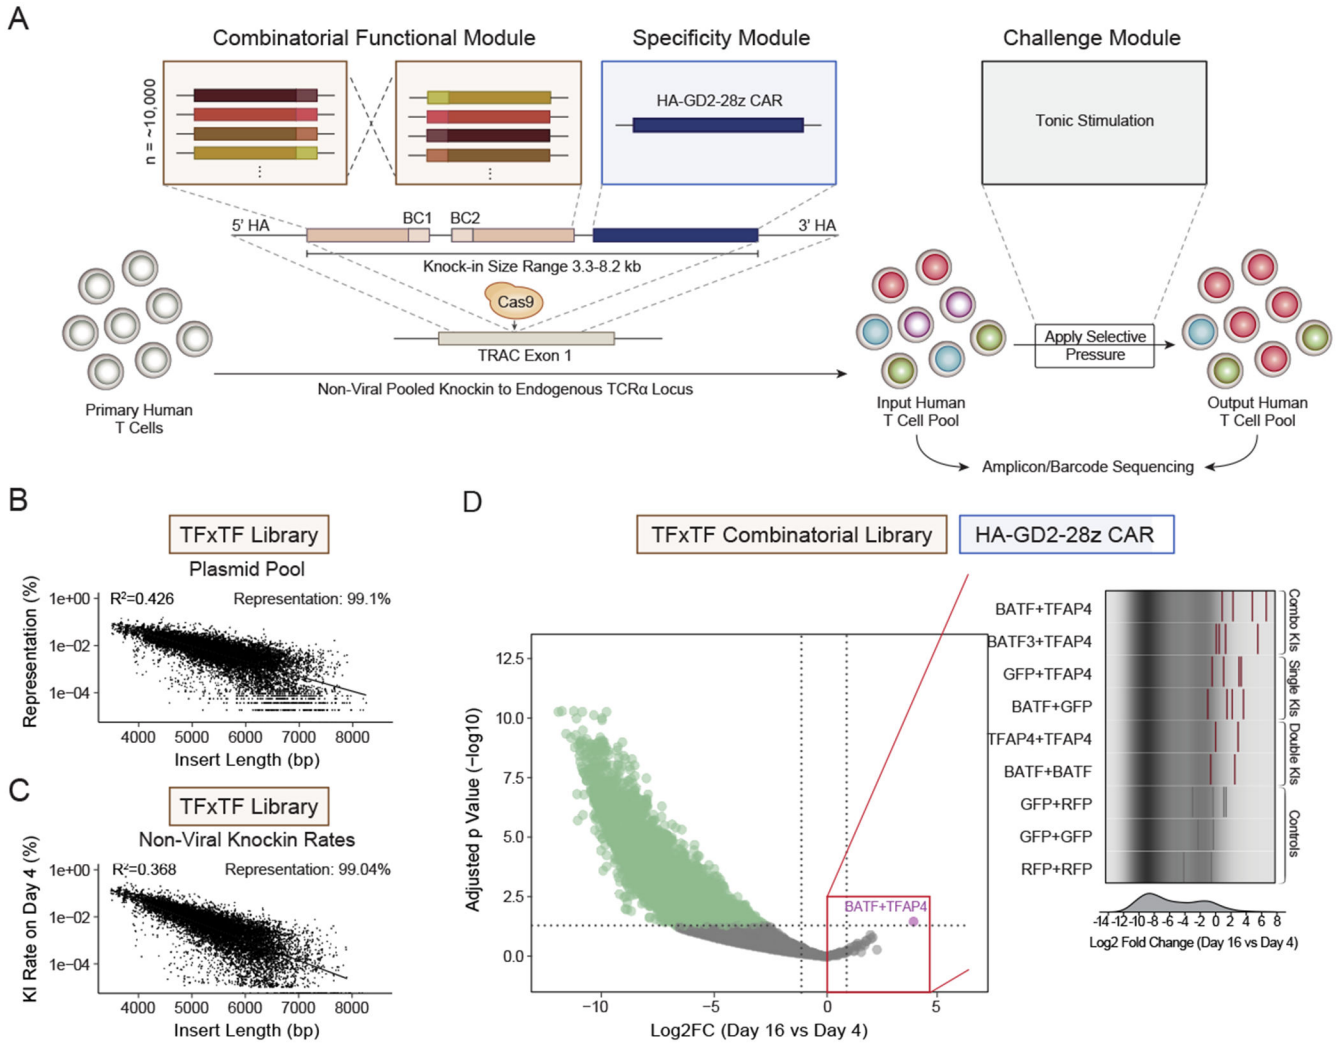 A
Combinatorial Functional Module
Specificity Module
Challenge Module
n = ~10,000
HA-GD2-28z CAR
Tonic Stimulation
5' HA
BC1
BC2
3' HA
Knock-in Size Range 3.3-8.2 kb
Cas9
TRAC Exon 1
Apply Selective
Pressure
Non-Viral Pooled Knockin to Endogenous TCRα Locus
Primary Human
T Cells
Input Human
T Cell Pool
Output Human
T Cell Pool
Amplicon/Barcode Sequencing
B
TFxTF Library
Plasmid Pool
R²=0.426
Representation: 99.1%
Representation (%)
1e+00
1e-02
1e-04
4000 5000 6000 7000 8000
Insert Length (bp)
C
TFxTF Library
Non-Viral Knockin Rates
R²=0.368
Representation: 99.04%
KI Rate on Day 4 (%)
1e+00
1e-02
1e-04
4000 5000 6000 7000 8000
Insert Length (bp)
D
TFxTF Combinatorial Library
HA-GD2-28z CAR
Adjusted p Value (−log10)
12.5
10.0
7.5
5.0
2.5
0.0
BATF+TFAP4
−10 −5 0 5
Log2FC (Day 16 vs Day 4)
BATF+TFAP4
BATF3+TFAP4
GFP+TFAP4
BATF+GFP
TFAP4+TFAP4
BATF+BATF
GFP+RFP
GFP+GFP
RFP+RFP
Combo KIs
Single KIs
Double KIs
Controls
-14 -12 -10 -8 -6 -4 -2 0 2 4 6 8
Log2 Fold Change (Day 16 vs Day 4)